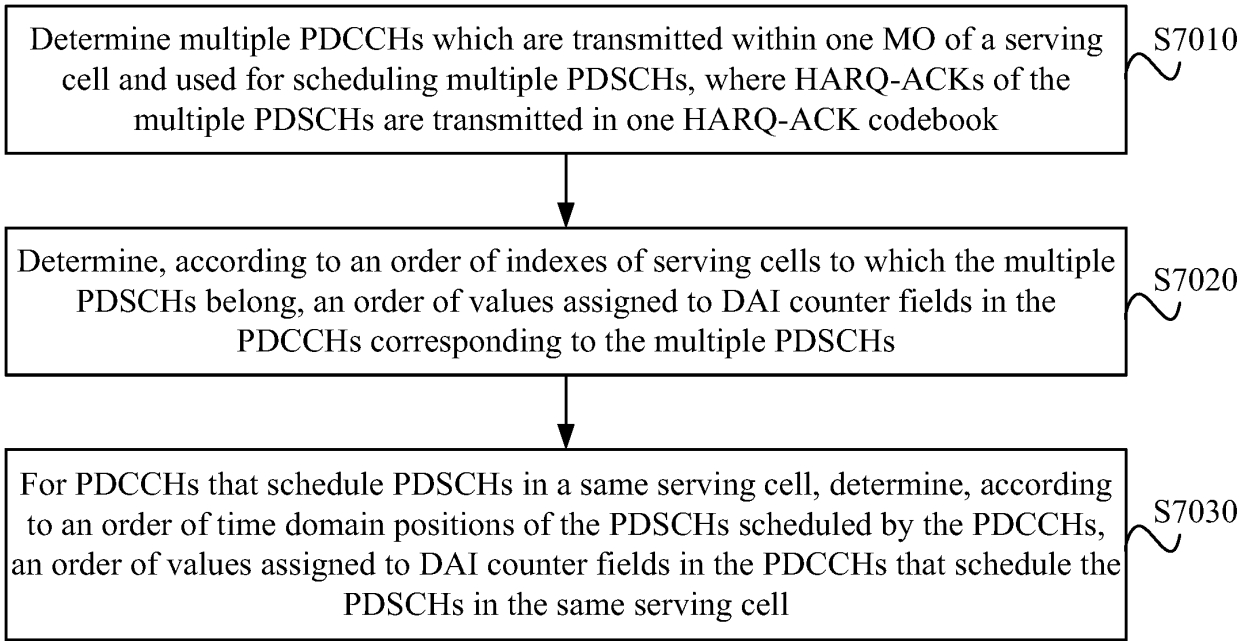 Determine multiple PDCCHs which are transmitted within one MO of a serving
cell and used for scheduling multiple PDSCHs, where HARQ-ACKs of the
multiple PDSCHs are transmitted in one HARQ-ACK codebook
S7010
Determine, according to an order of indexes of serving cells to which the multiple
PDSCHs belong, an order of values assigned to DAI counter fields in the
PDCCHs corresponding to the multiple PDSCHs
S7020
For PDCCHs that schedule PDSCHs in a same serving cell, determine, according
to an order of time domain positions of the PDSCHs scheduled by the PDCCHs,
an order of values assigned to DAI counter fields in the PDCCHs that schedule the
PDSCHs in the same serving cell
S7030